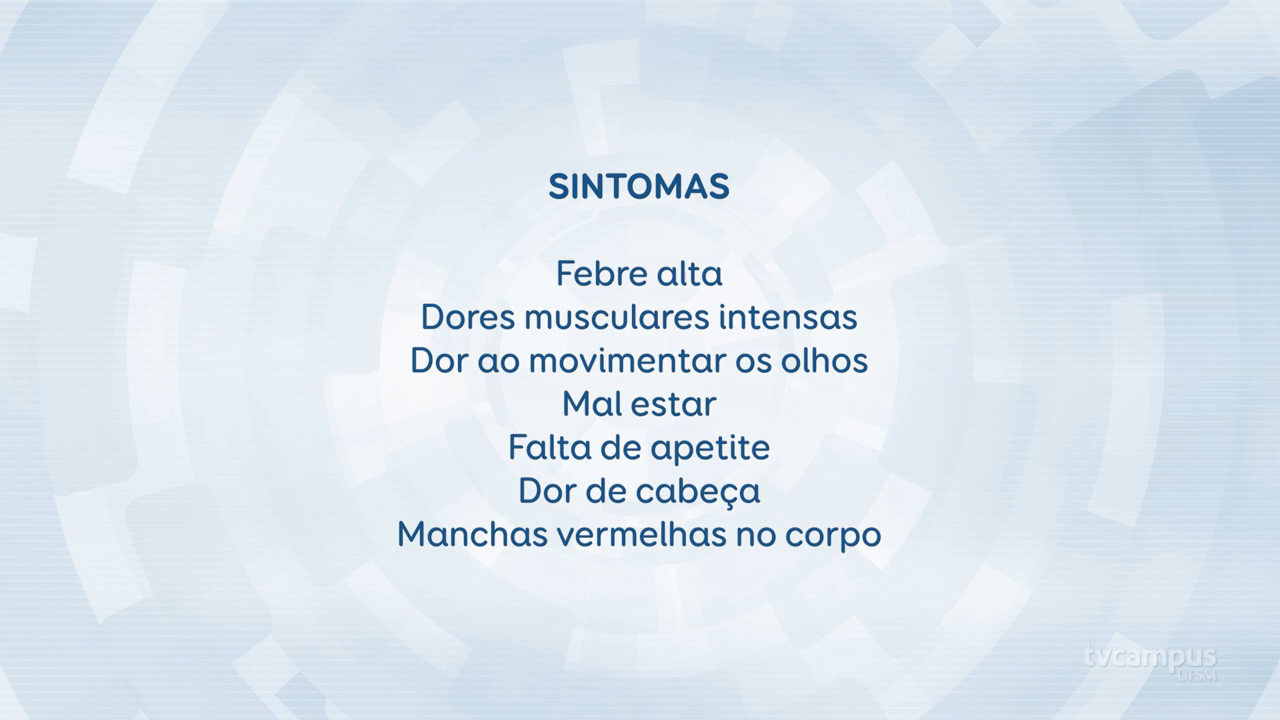 SINTOMAS
Febre alta
Dores musculares intensas
Dor ao movimentar os olhos
Mal estar
Falta de apetite
Dor de cabeça
Manchas vermelhas no corpo
tvcampus
UFSM